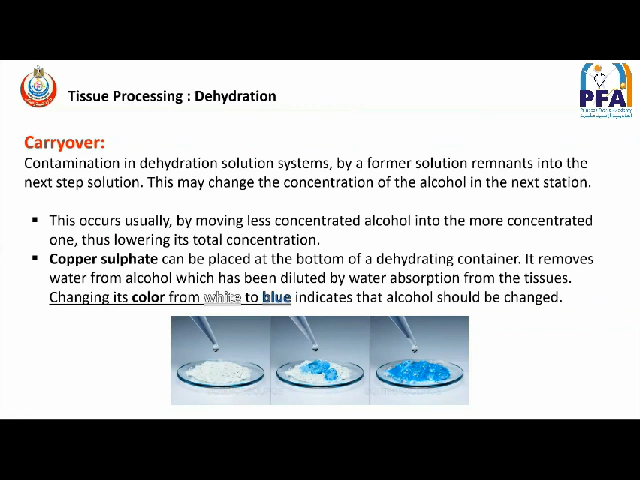 Tissue Processing : Dehydration
PFA
Carryover:
Contamination in dehydration solution systems, by a former solution remnants into the
next step solution. This may change the concentration of the alcohol in the next station.
▪ This occurs usually, by moving less concentrated alcohol into the more concentrated
one, thus lowering its total concentration.
▪ Copper sulphate can be placed at the bottom of a dehydrating container. It removes
water from alcohol which has been diluted by water absorption from the tissues.
Changing its color from white to blue indicates that alcohol should be changed.